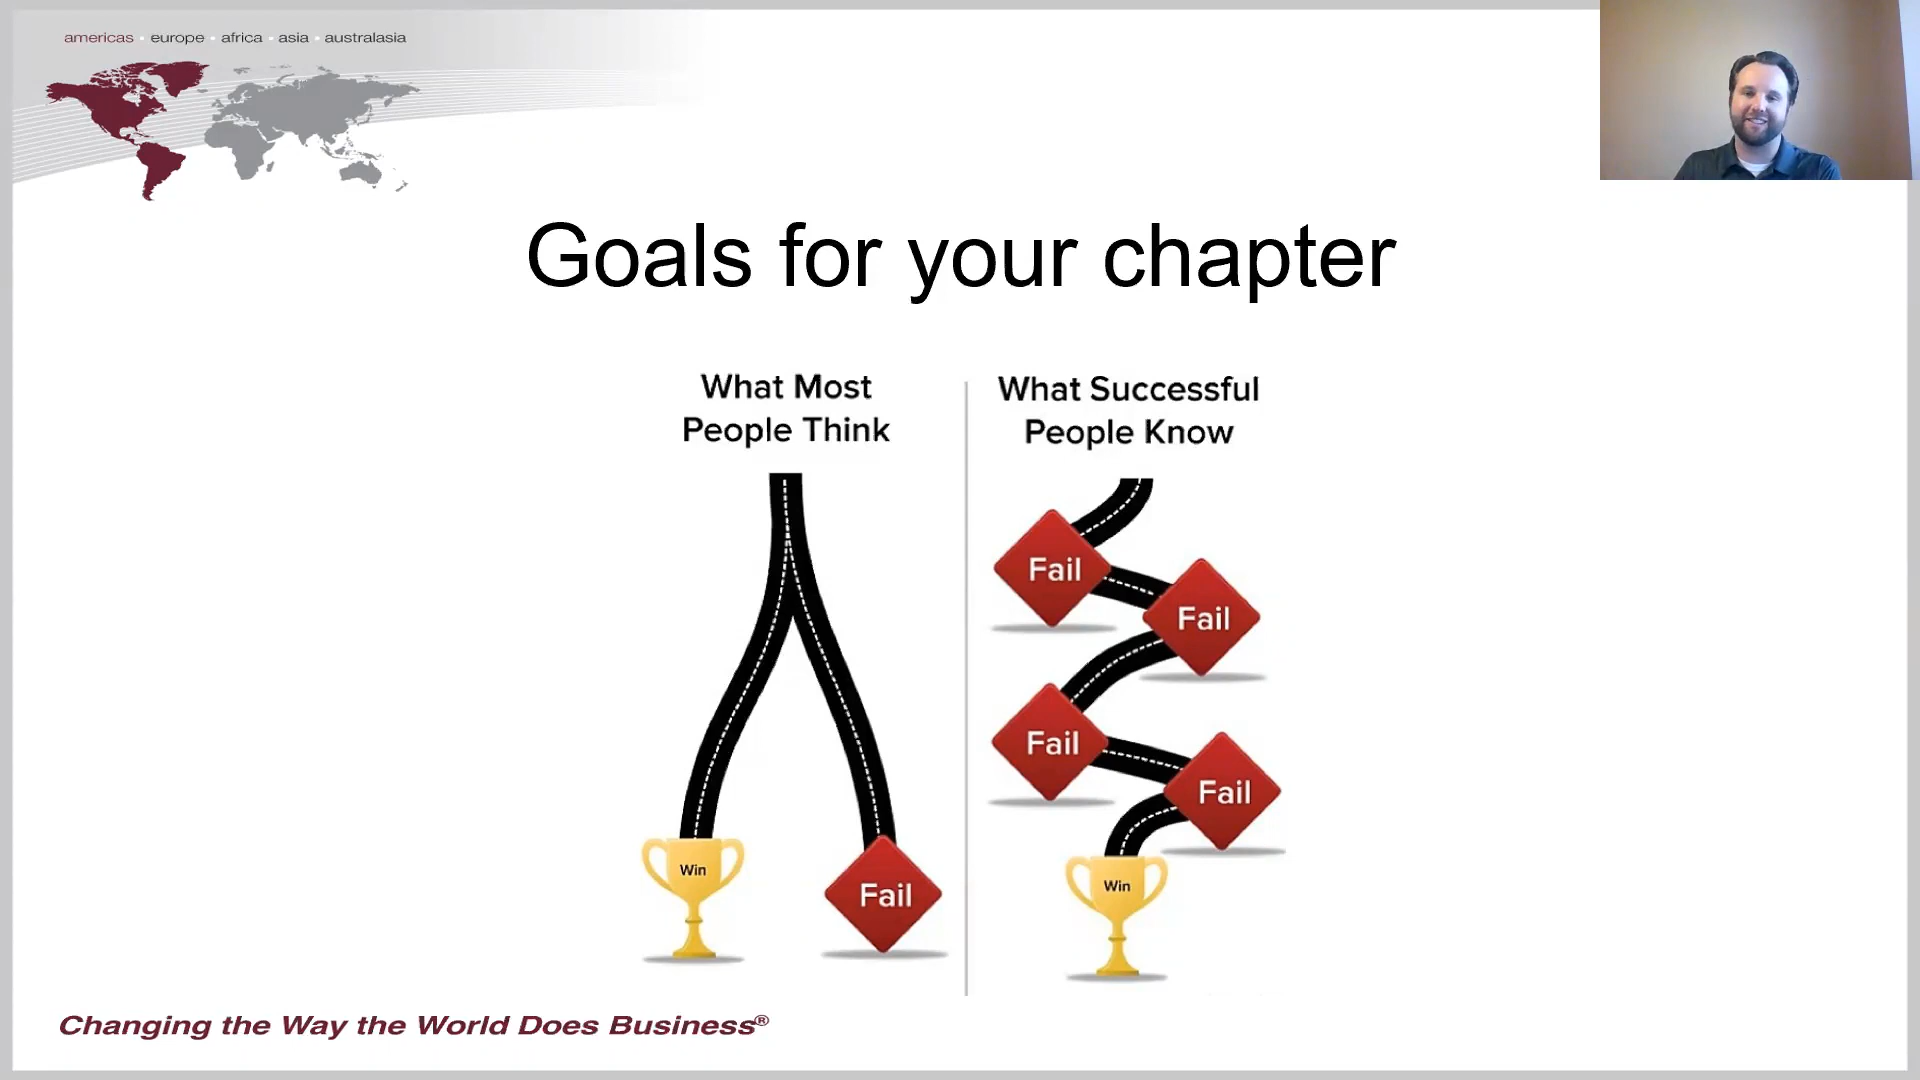 americas • europe • africa • asia • australasia
Goals for your chapter
What Most
People Think
Win
Fail
What Successful
People Know
Fail
Fail
Fail
Fail
Win
Changing the Way the World Does Business®